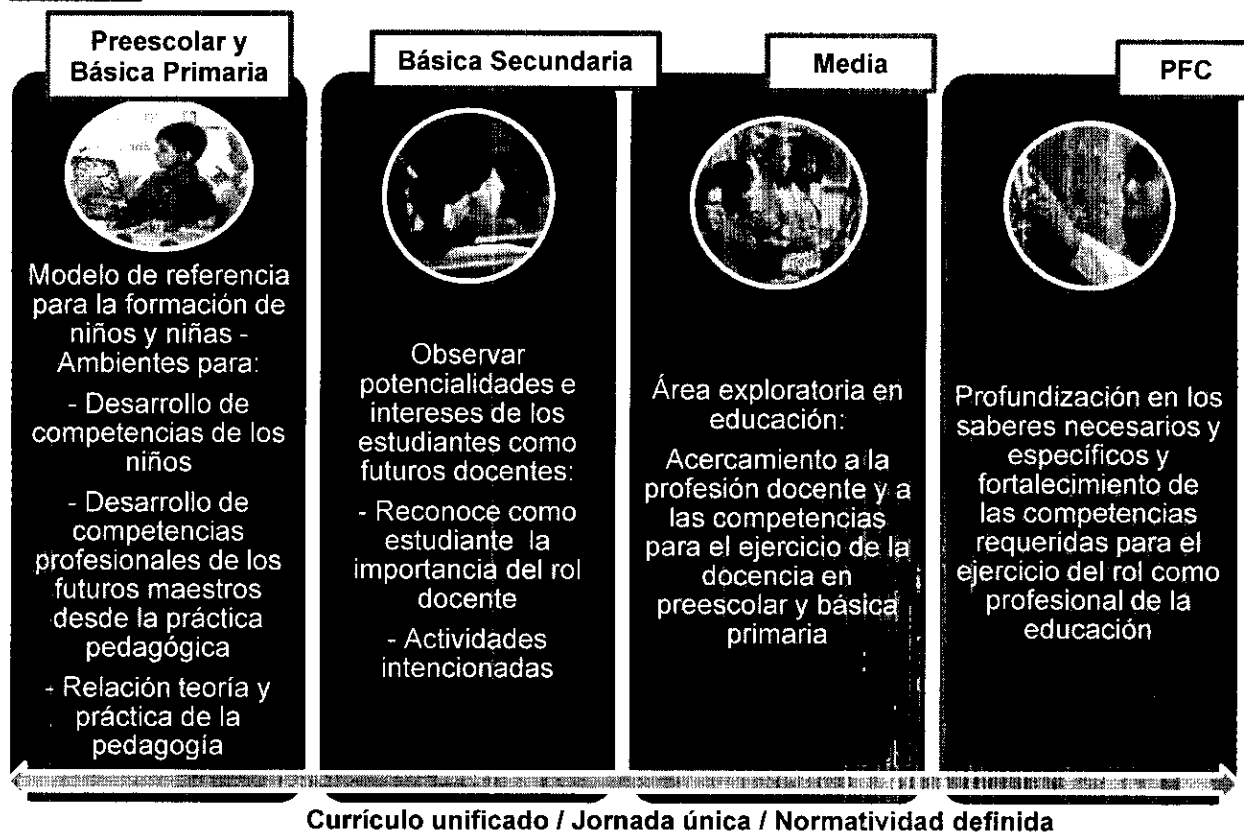 Preescolar y
Básica Primaria
Modelo de referencia
para la formación de
niños y niñas -
Ambientes para:
- Desarrollo de
competencias de los
niños
- Desarrollo de
competencias
profesionales de los
futuros maestros
desde la práctica
pedagógica
- Relación teoría y
práctica de la
pedagogía
Básica Secundaria
Observar
potencialidades e
intereses de los
estudiantes como
futuros docentes:
- Reconoce como
estudiante la
importancia del rol
docente
- Actividades
intencionadas
Media
Área exploratoria en
educación:
Acercamiento a la
profesión docente y a
las competencias
para el ejercicio de la
docencia en
preescolar y básica
primaria
PFC
Profundización en los
saberes necesarios y
específicos y
fortalecimiento de
las competencias
requeridas para el
ejercicio del rol como
profesional de la
educación
Currículo unificado / Jornada única / Normatividad definida